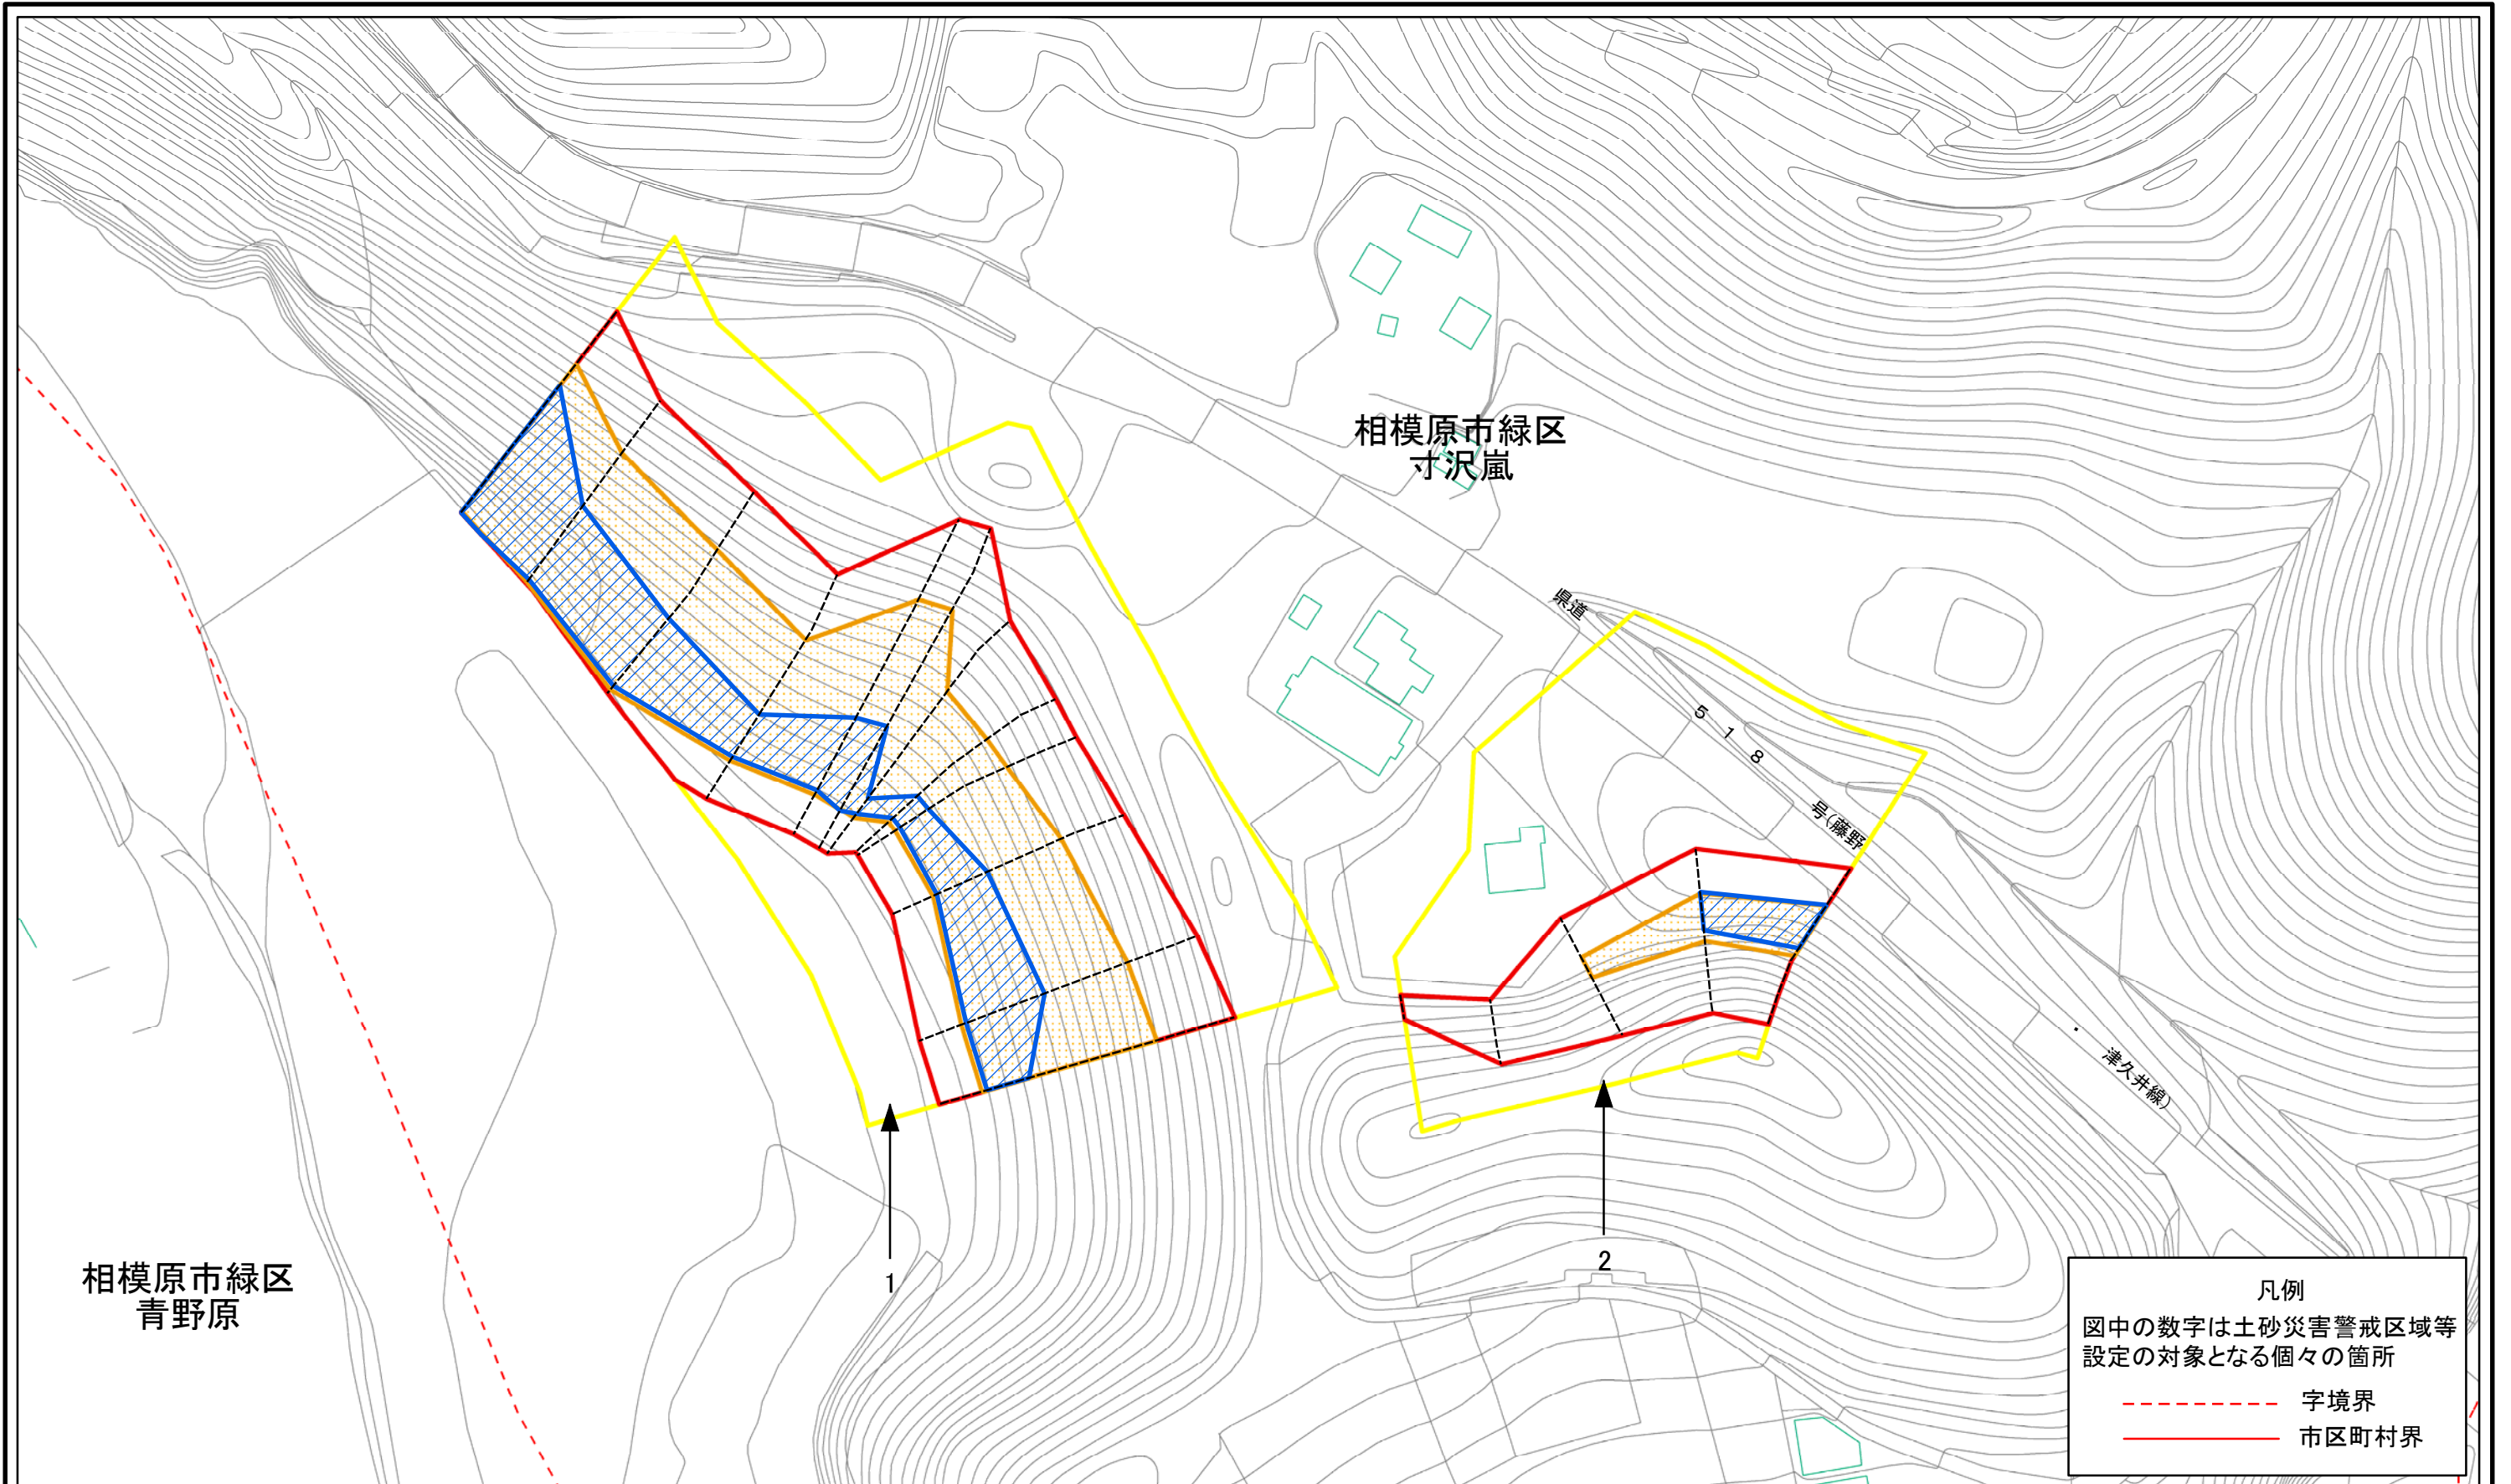 相模原市緑区
寸沢嵐
県道
518
号(藤野
・
津久井線)
1
2
相模原市緑区
青野原
凡例
図中の数字は土砂災害警戒区域等
設定の対象となる個々の箇所
字境界
市区町村界